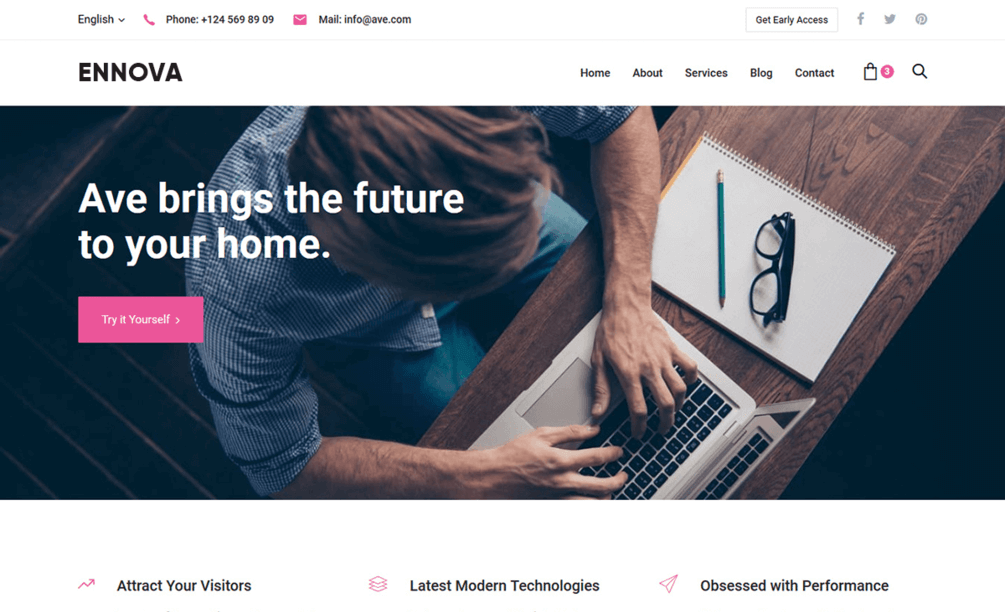 English
Phone: +124 569 89 09
Mail: info@ave.com
Get Early Access
ENNOVA
Home
About
Services
Blog
Contact
3
Ave brings the future
to your home.
Try it Yourself
Attract Your Visitors
Latest Modern Technologies
Obsessed with Performance